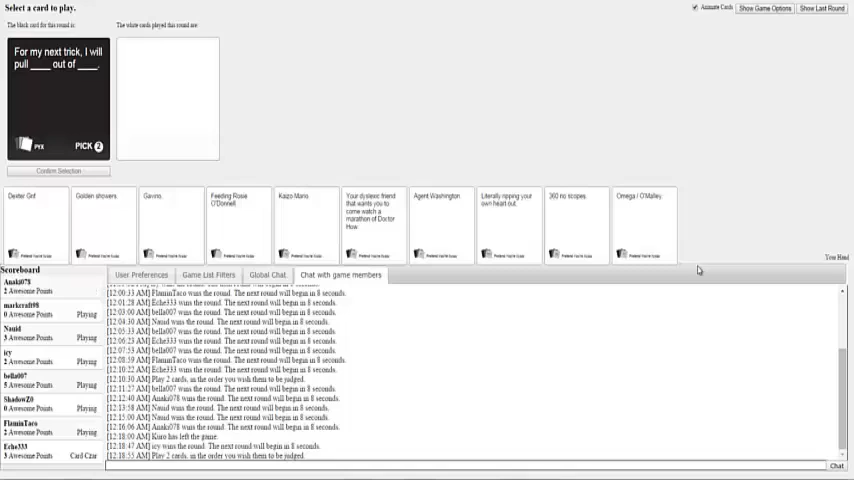 Select a card to play.
Animate Cards
Show Game Options
Show Last Round
The black card for this round is:
The white cards played this round are:
For my next trick, I will
pull ____ out of ____.
PYX
PICK 2
Confirm Selection
Dexter Grif.
Golden showers.
Gavino.
Feeding Rosie
O'Donnell.
Kaizo Mario.
Your dyslexic friend
that wants you to
come watch a
marathon of Doctor
How.
Agent Washington.
Literally ripping your
own heart out.
360 no scopes.
Omega / O'Malley.
Your Hand
Scoreboard
User Preferences
Game List Filters
Global Chat
Chat with game members
Anaki078
2 Awesome Points
markcraft98
0 Awesome Points Playing
Nauid
3 Awesome Points Playing
icy
2 Awesome Points Playing
bella007
5 Awesome Points Playing
ShadowZ0
0 Awesome Points Playing
FlaminTaco
2 Awesome Points Playing
Eche333
3 Awesome Points Card Czar
[12:00:33 AM] FlaminTaco wins the round. The next round will begin in 8 seconds.
[12:01:28 AM] Eche333 wins the round. The next round will begin in 8 seconds.
[12:03:00 AM] bella007 wins the round. The next round will begin in 8 seconds.
[12:04:30 AM] Nauid wins the round. The next round will begin in 8 seconds.
[12:05:33 AM] bella007 wins the round. The next round will begin in 8 seconds.
[12:06:23 AM] Eche333 wins the round. The next round will begin in 8 seconds.
[12:07:53 AM] bella007 wins the round. The next round will begin in 8 seconds.
[12:08:59 AM] FlaminTaco wins the round. The next round will begin in 8 seconds.
[12:10:22 AM] Eche333 wins the round. The next round will begin in 8 seconds.
[12:10:30 AM] Play 2 cards, in the order you wish them to be judged.
[12:11:27 AM] bella007 wins the round. The next round will begin in 8 seconds.
[12:12:40 AM] Anaki078 wins the round. The next round will begin in 8 seconds.
[12:13:58 AM] Nauid wins the round. The next round will begin in 8 seconds.
[12:15:00 AM] Nauid wins the round. The next round will begin in 8 seconds.
[12:16:06 AM] Anaki078 wins the round. The next round will begin in 8 seconds.
[12:18:00 AM] Kuro has left the game.
[12:18:47 AM] icy wins the round. The next round will begin in 8 seconds.
[12:18:55 AM] Play 2 cards, in the order you wish them to be judged.
Chat